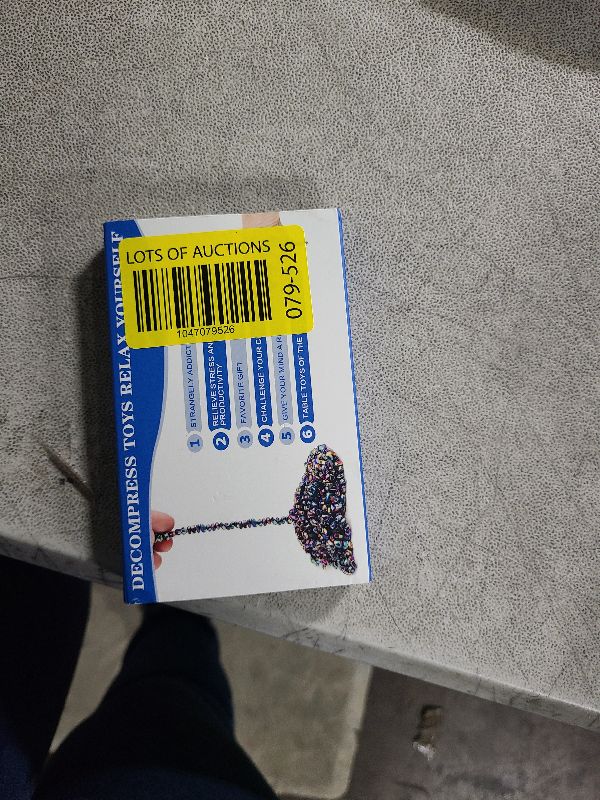 DECOMPRESS TOYS RELAX YOURSELF
LOTS OF AUCTIONS
1047079526
079-526
1 STRANGELY ADDICT
2 RELIEVE STRESS AN
PRODUCTIVITY
3 FAVORITE GIFT
4 CHALLENGE YOUR C
5 GIVE YOUR MIND A R
6 TABLE TOYS OF THE